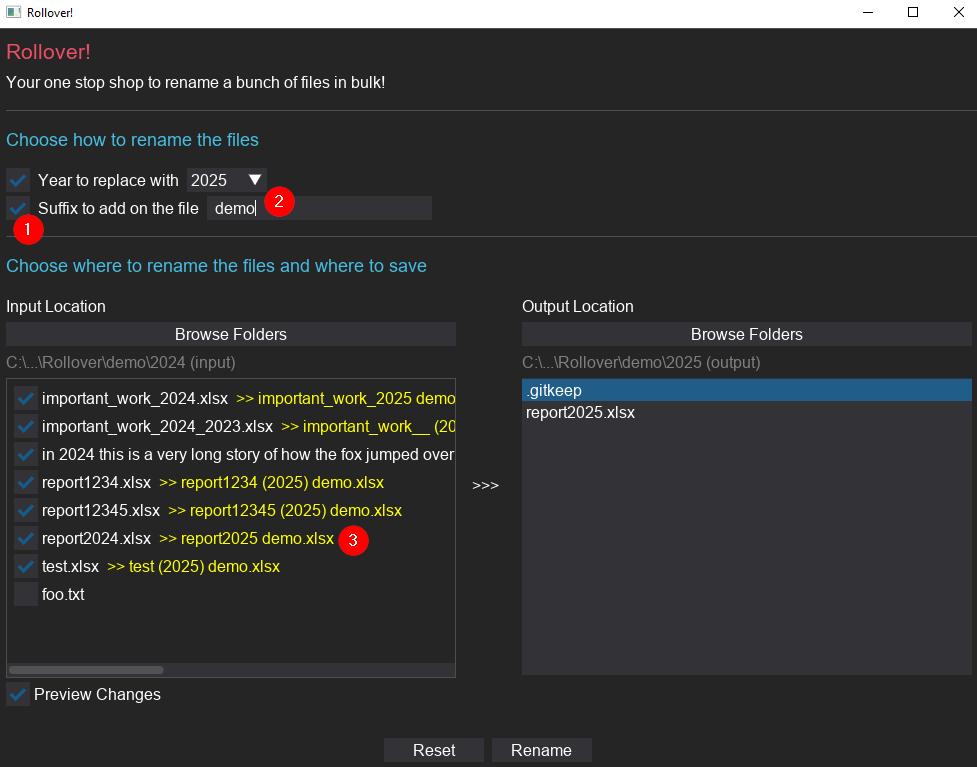 Rollover!
Rollover!
Your one stop shop to rename a bunch of files in bulk!
Choose how to rename the files
Year to replace with 2025
Suffix to add on the file demo 2
1
Choose where to rename the files and where to save
Input Location Output Location
Browse Folders Browse Folders
C:\...\Rollover\demo\2024 (input) C:\...\Rollover\demo\2025 (output)
important_work_2024.xlsx >> important_work_2025 demo
important_work_2024_2023.xlsx >> important_work__ (20
in 2024 this is a very long story of how the fox jumped over
report1234.xlsx >> report1234 (2025) demo.xlsx
report12345.xlsx >> report12345 (2025) demo.xlsx
report2024.xlsx >> report2025 demo.xlsx 3
test.xlsx >> test (2025) demo.xlsx
foo.txt
>>>
.gitkeep
report2025.xlsx
Preview Changes
Reset Rename